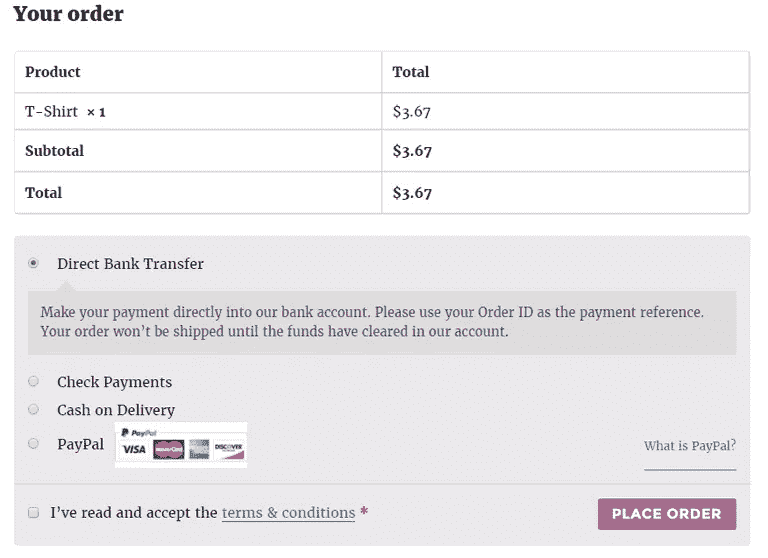 Your order
Product Total
T-Shirt × 1 $3.67
Subtotal $3.67
Total $3.67
Direct Bank Transfer
Make your payment directly into our bank account. Please use your Order ID as the payment reference.
Your order won’t be shipped until the funds have cleared in our account.
Check Payments
Cash on Delivery
PayPal PayPal What is PayPal?
VISA DISCOVER
I’ve read and accept the terms & conditions *
PLACE ORDER